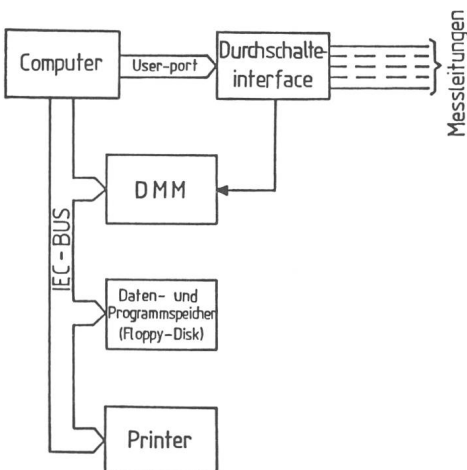 Computer
User-port
Durchschalte-
interface
Messleitungen
DMM
IEC-BUS
Daten- und
Programmspeicher
(Floppy-Disk)
Printer